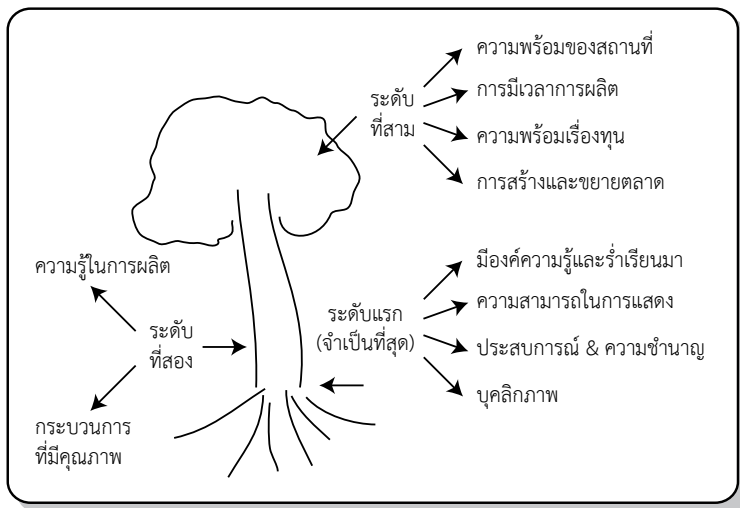 ระดับ
ที่สาม
ความพร้อมของสถานที่
การมีเวลาการผลิต
ความพร้อมเรื่องทุน
การสร้างและขยายตลาด
ความรู้ในการผลิต
ระดับ
ที่สอง
กระบวนการ
ที่มีคุณภาพ
ระดับแรก
(จำเป็นที่สุด)
มีองค์ความรู้และร่ำเรียนมา
ความสามารถในการแสดง
ประสบการณ์ & ความชำนาญ
บุคลิกภาพ